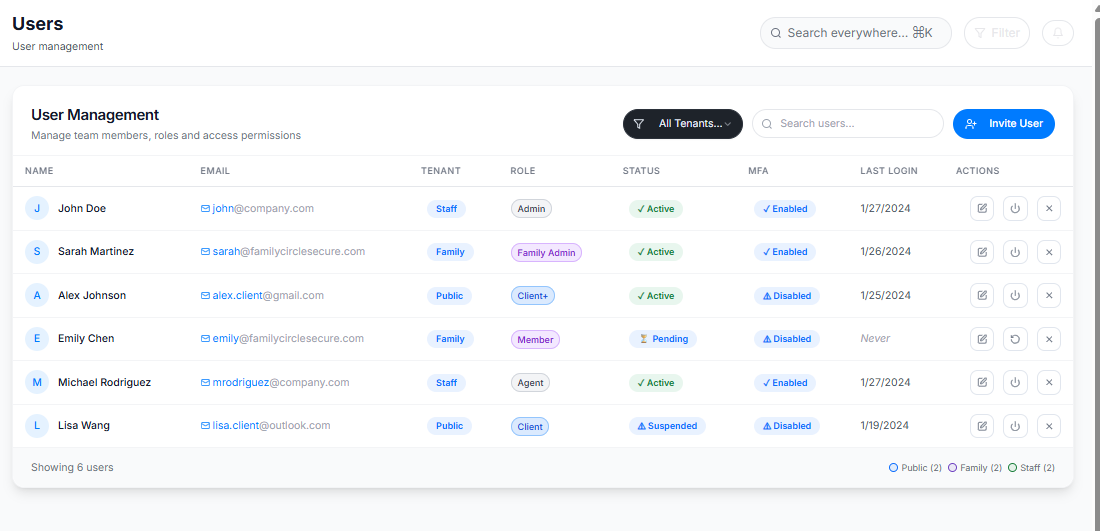 Users
User management
Search everywhere... ⌘K
Filter
User Management
Manage team members, roles and access permissions
All Tenants...
Search users...
Invite User
NAME EMAIL TENANT ROLE STATUS MFA LAST LOGIN ACTIONS
J John Doe john@company.com Staff Admin ✓ Active ✓ Enabled 1/27/2024
S Sarah Martinez sarah@familycirclesecure.com Family Family Admin ✓ Active ✓ Enabled 1/26/2024
A Alex Johnson alex.client@gmail.com Public Client+ ✓ Active ⚠ Disabled 1/25/2024
E Emily Chen emily@familycirclesecure.com Family Member ⏳ Pending ⚠ Disabled Never
M Michael Rodriguez mrodriguez@company.com Staff Agent ✓ Active ✓ Enabled 1/27/2024
L Lisa Wang lisa.client@outlook.com Public Client ⚠ Suspended ⚠ Disabled 1/19/2024
Showing 6 users
Public (2) Family (2) Staff (2)